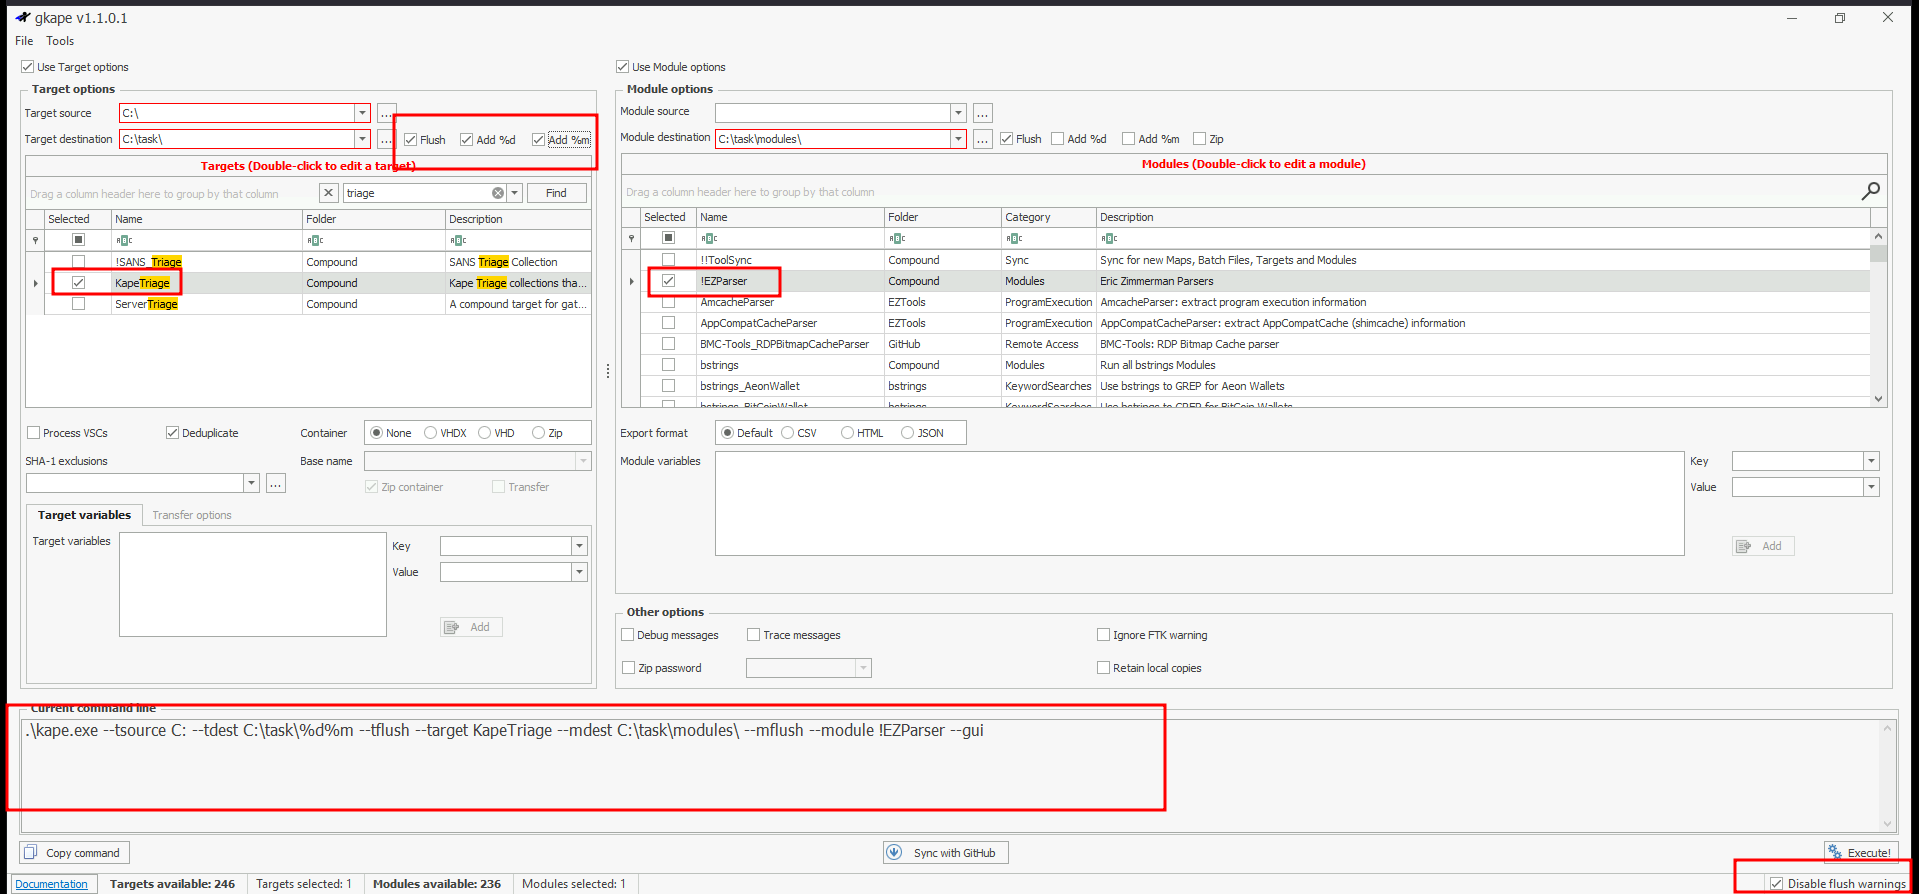 gkape v1.1.0.1
File Tools
Use Target options
Target options
Target source C:\ ...
Target destination C:\task\ ... Flush Add %d Add %m
Targets (Double-click to edit a target)
Drag a column header here to group by that column triage Find
Selected Name Folder Description
!SANS_Triage Compound SANS Triage Collection
KapeTriage Compound Kape Triage collections tha...
ServerTriage Compound A compound target for gat...
Process VSCs Deduplicate Container None VHDX VHD Zip
SHA-1 exclusions Base name
... Zip container Transfer
Target variables Transfer options
Target variables Key
Value
Add
Use Module options
Module options
Module source ...
Module destination C:\task\modules\ ... Flush Add %d Add %m Zip
Modules (Double-click to edit a module)
Drag a column header here to group by that column
Selected Name Folder Category Description
!!ToolSync Compound Sync Sync for new Maps, Batch Files, Targets and Modules
!EZParser Compound Modules Eric Zimmerman Parsers
AmcacheParser EZTools ProgramExecution AmcacheParser: extract program execution information
AppCompatCacheParser EZTools ProgramExecution AppCompatCacheParser: extract AppCompatCache (shimcache) information
BMC-Tools_RDPBitmapCacheParser GitHub Remote Access BMC-Tools: RDP Bitmap Cache parser
bstrings Compound Modules Run all bstrings Modules
bstrings_AeonWallet bstrings KeywordSearches Use bstrings to GREP for Aeon Wallets
bstrings_BitCoinWallet bstrings KeywordSearches Use bstrings to GREP for BitCoin Wallets
Export format Default CSV HTML JSON
Module variables Key
Value
Add
Other options
Debug messages Trace messages Ignore FTK warning
Zip password Retain local copies
Current command line
.\kape.exe --tsource C: --tdest C:\task\%d%m --tflush --target KapeTriage --mdest C:\task\modules\ --mflush --module !EZParser --gui
Copy command Sync with GitHub Execute!
Documentation Targets available: 246 Targets selected: 1 Modules available: 236 Modules selected: 1 Disable flush warnings